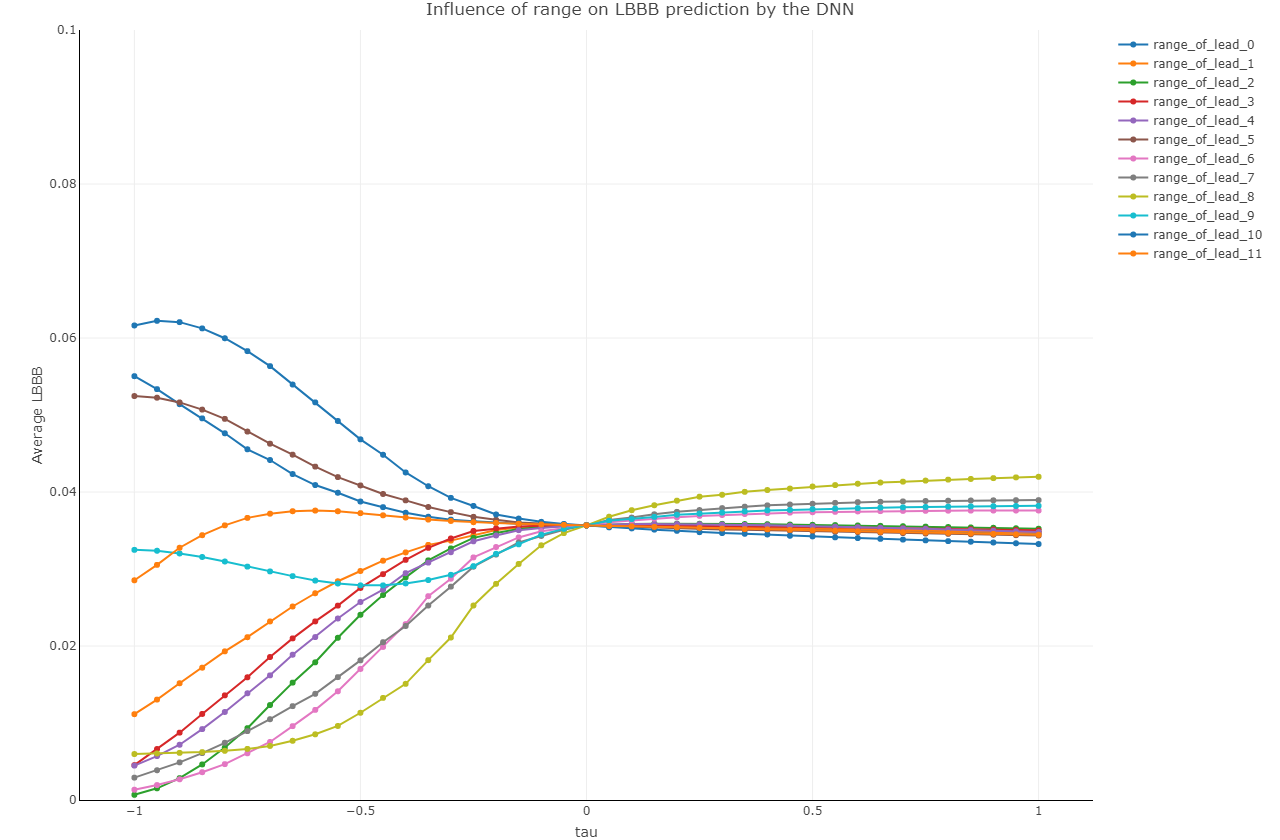 Influence of range on LBBB prediction by the DNN
0.1
0.08
0.06
0.04
0.02
0
Average LBBB
−1
−0.5
0
0.5
1
tau
range_of_lead_0
range_of_lead_1
range_of_lead_2
range_of_lead_3
range_of_lead_4
range_of_lead_5
range_of_lead_6
range_of_lead_7
range_of_lead_8
range_of_lead_9
range_of_lead_10
range_of_lead_11